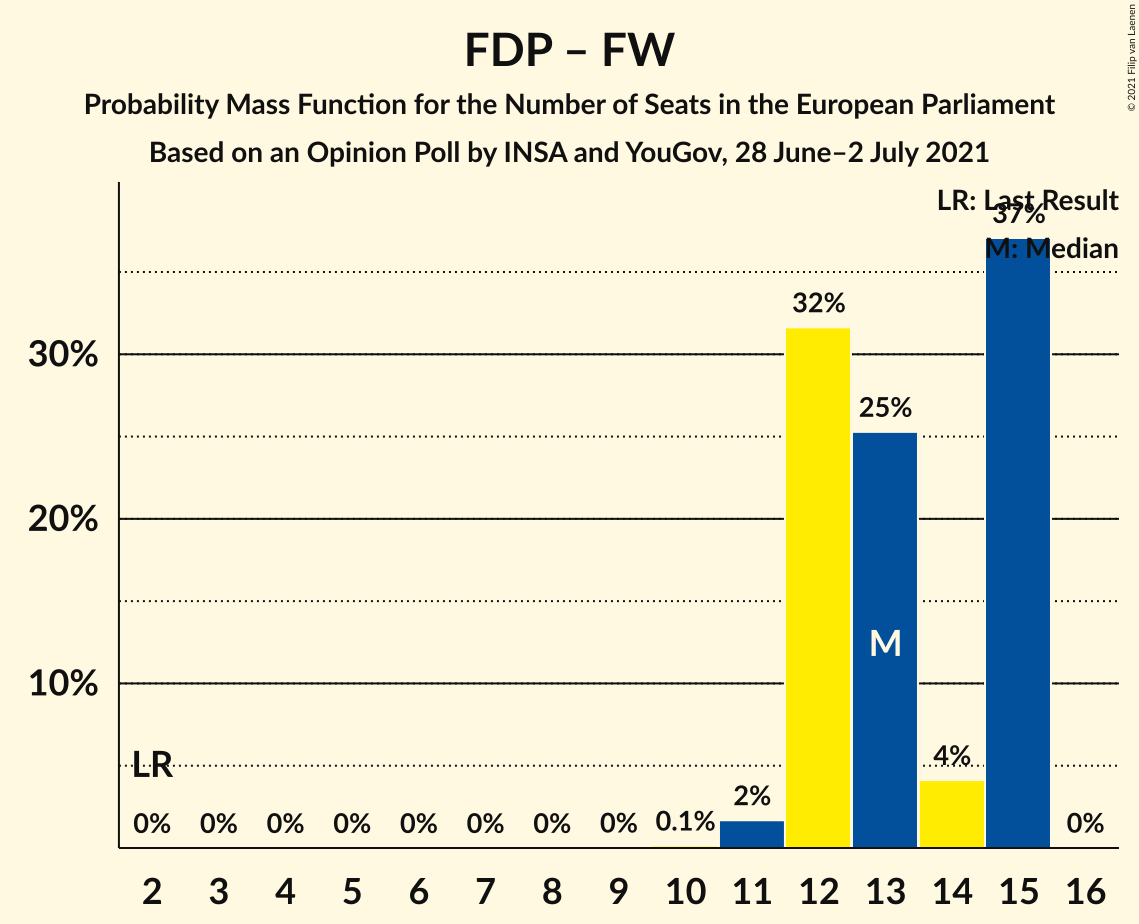 FDP – FW
Probability Mass Function for the Number of Seats in the European Parliament
Based on an Opinion Poll by INSA and YouGov, 28 June–2 July 2021
© 2021 Filip van Laenen
LR: Last Result
M: Median
37%
32%
30%
25%
20%
M
10%
LR
4%
2%
0% 0% 0% 0% 0% 0% 0% 0% 0.1% 0%
2 3 4 5 6 7 8 9 10 11 12 13 14 15 16